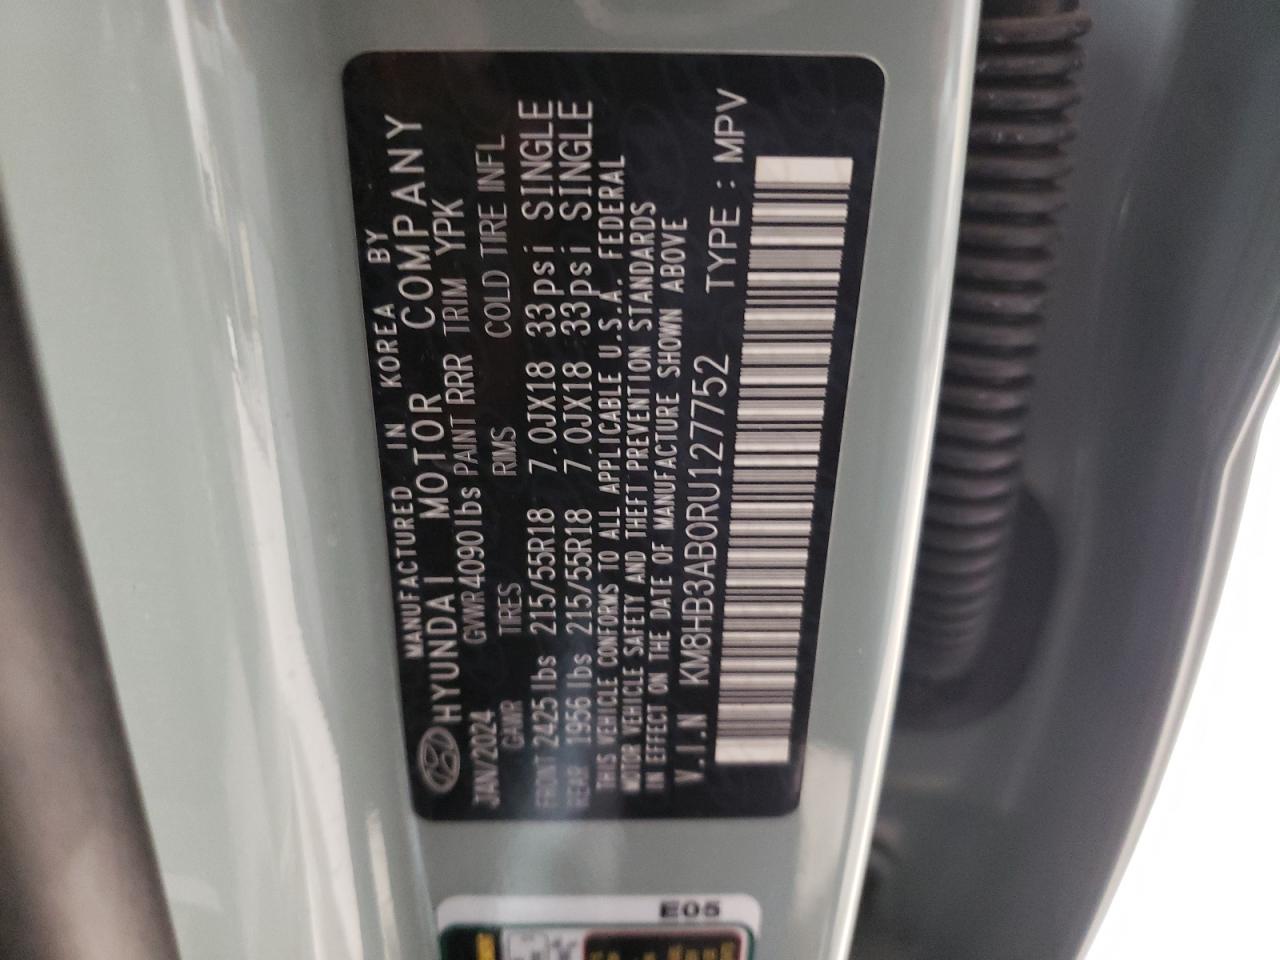 MANUFACTURED IN KOREA BY
HYUNDAI MOTOR COMPANY
JAN/2024 GWR 4090lbs PAINT RRR TRIM YPK
GAWR TIRES RIMS COLD TIRE INFL
FRONT 2425 lbs 215/55R18 7.0JX18 33psi SINGLE
REAR 1956 lbs 215/55R18 7.0JX18 33psi SINGLE
THIS VEHICLE CONFORMS TO ALL APPLICABLE U.S.A. FEDERAL
MOTOR VEHICLE SAFETY AND THEFT PREVENTION STANDARDS
IN EFFECT ON THE DATE OF MANUFACTURE SHOWN ABOVE
V.I.N KM8HB3AB0RU127752 TYPE : MPV
E05